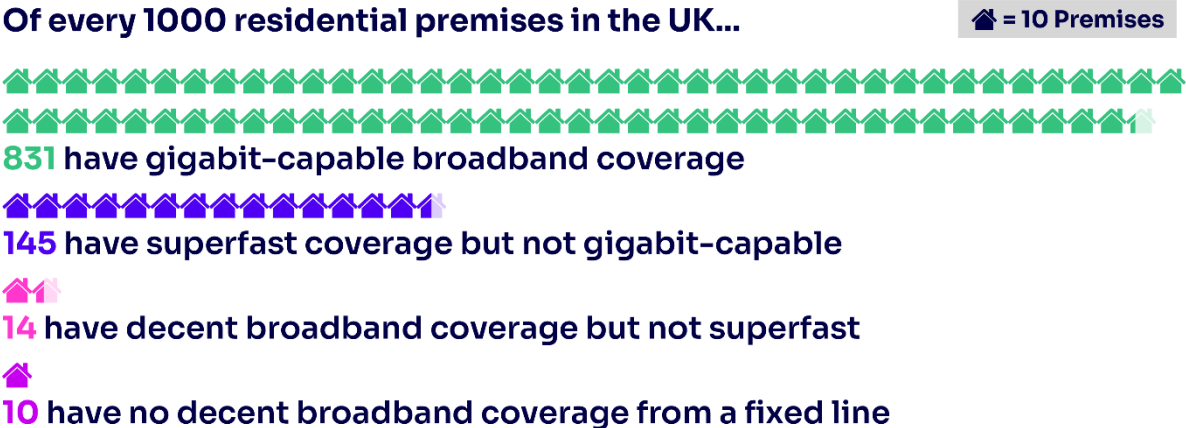 Of every 1000 residential premises in the UK...
= 10 Premises
831 have gigabit-capable broadband coverage
145 have superfast coverage but not gigabit-capable
14 have decent broadband coverage but not superfast
10 have no decent broadband coverage from a fixed line